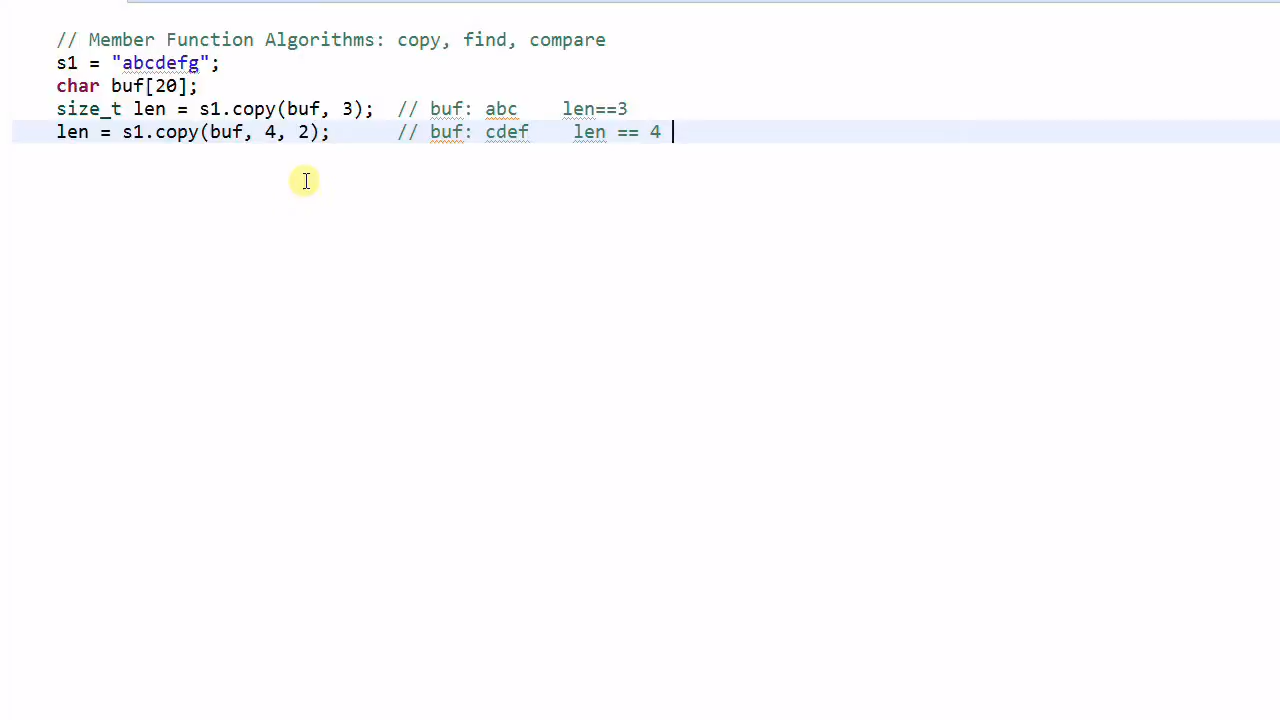 // Member Function Algorithms: copy, find, compare
s1 = "abcdefg";
char buf[20];
size_t len = s1.copy(buf, 3);  // buf: abc    len==3
len = s1.copy(buf, 4, 2);      // buf: cdef    len == 4